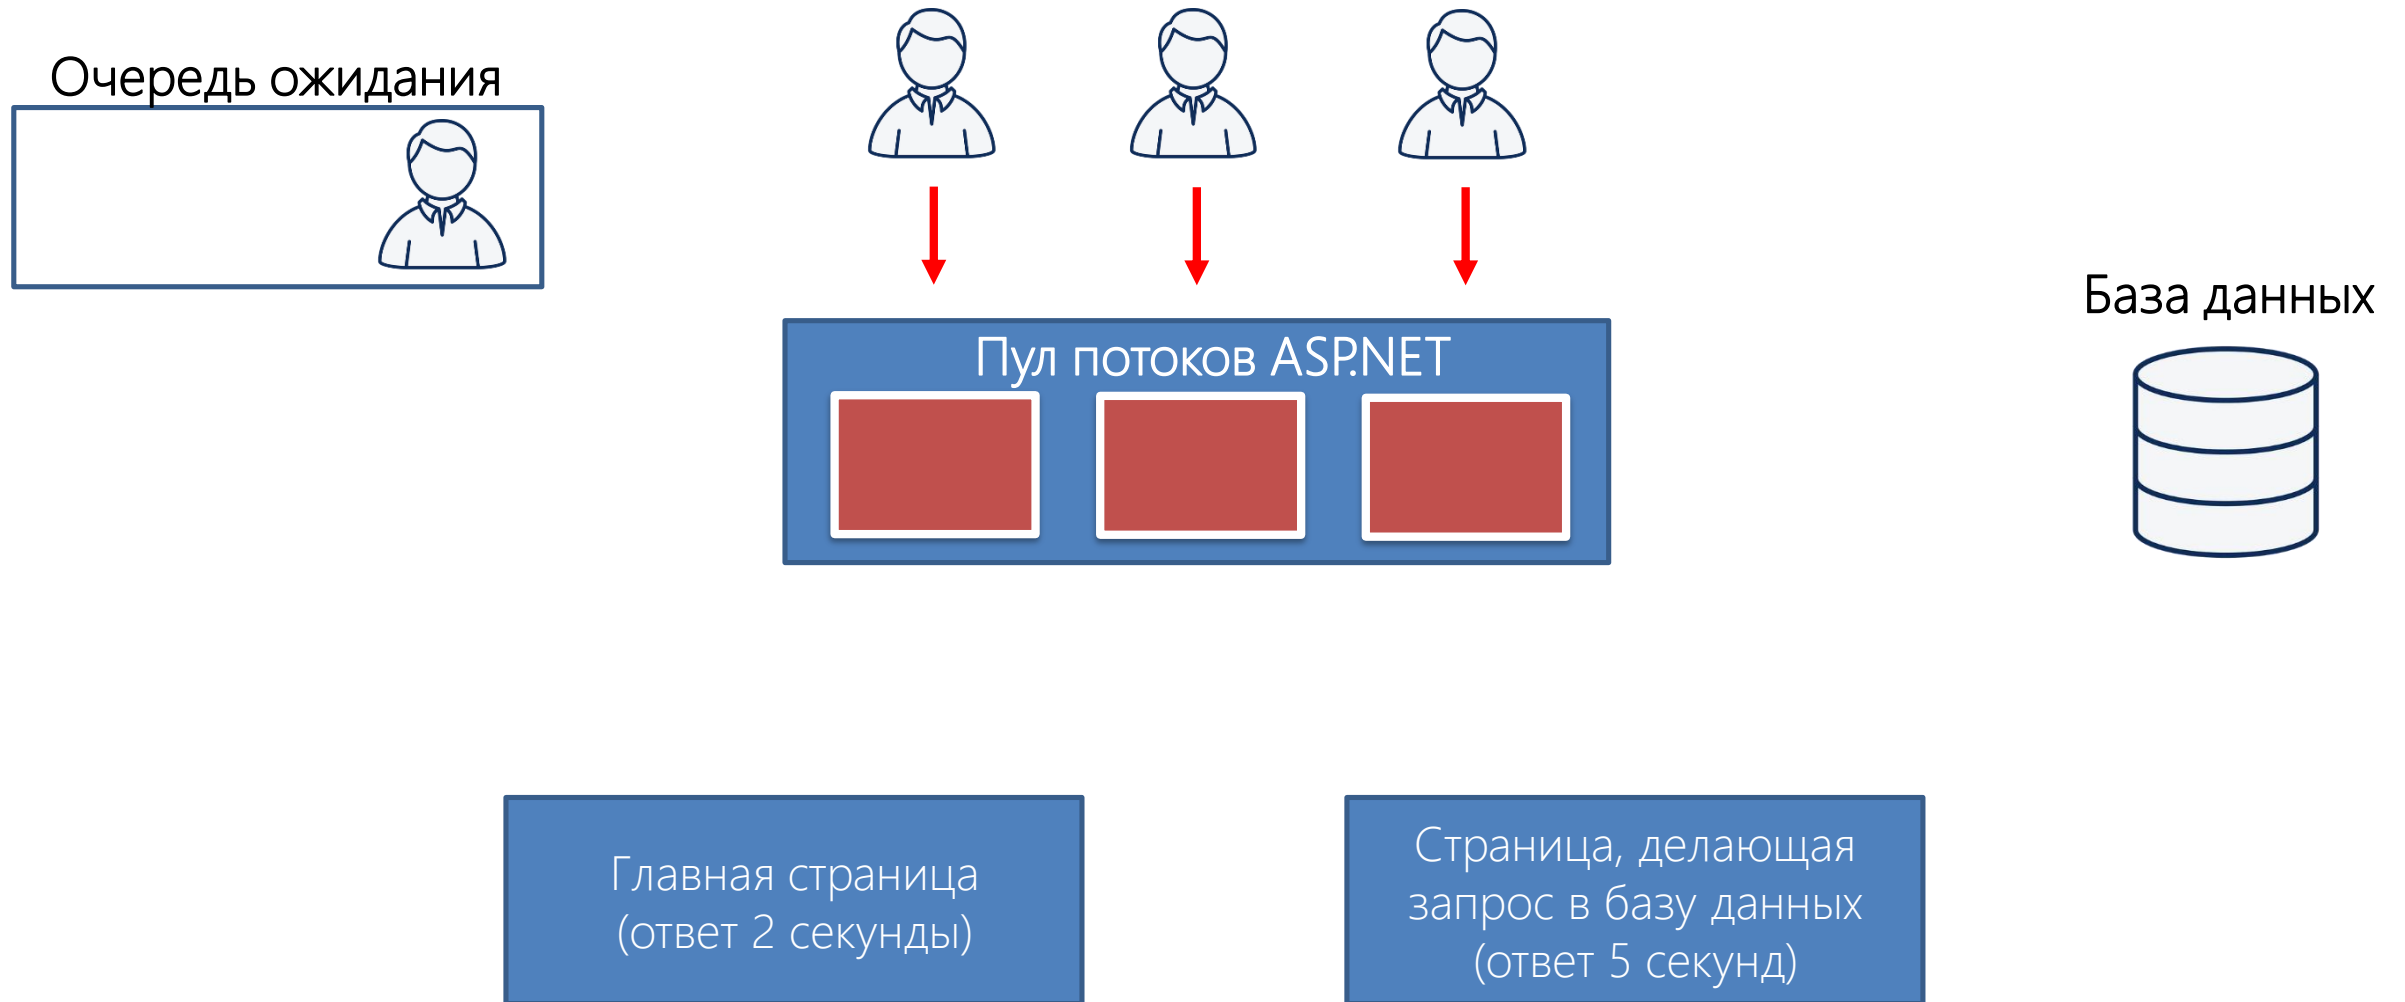 Очередь ожидания
База данных
Пул потоков ASP.NET
Главная страница
(ответ 2 секунды)
Страница, делающая
запрос в базу данных
(ответ 5 секунд)